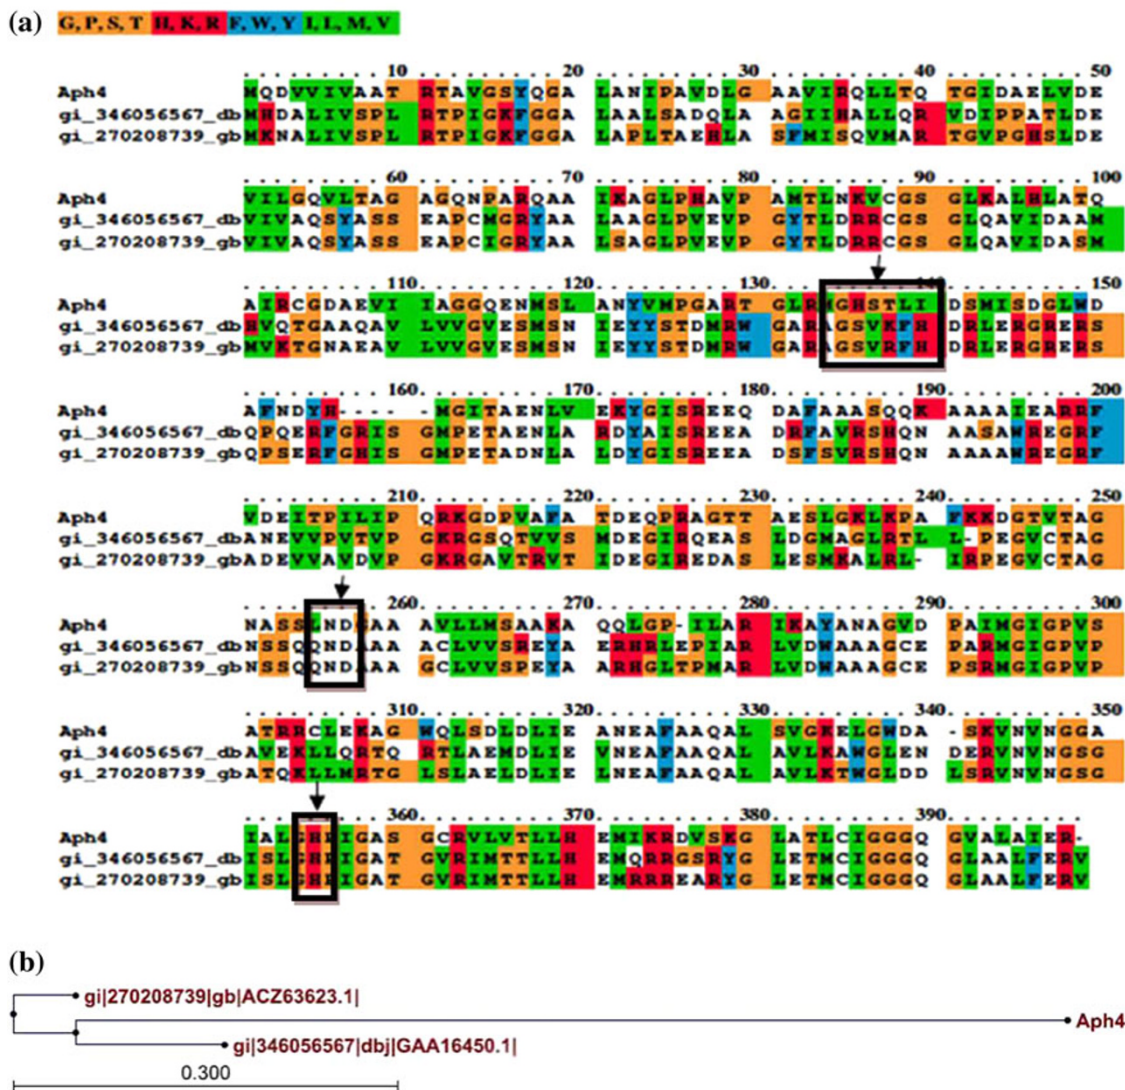 (a) G, P, S, T H, K, R F, W, Y I, L, M, V
10 20 30 40 50
Aph4 MQDVVIVAAT RTAVGSYQGA LANIPAVDLG AAVIRQLLTQ TGIDAELVDE
gi_346056567_db MHDALIVSPL RTPIGKFGGA LAALSADQLA AGIIHALLQR VDIPPATLDE
gi_270208739_gb MKNALIVSPL RTPIGKFGGA LAPLTAEHLA SFMISQVMAR TGVPGHSLDE
60 70 80 90 100
Aph4 VILGQVLTAG AGQNPARQAA IKAGLPHAVP AMTLNKVCGS GLKALHLATQ
gi_346056567_db VIVAQSYASS EAPCMGRYAA LAAGLPVEVP GYTLDRRCGS GLQAVIDAAM
gi_270208739_gb VIVAQSYASS EAPCIGRYAA LSAGLPVEVP GYTLDRRCGS GLQAVIDASM
110 120 130 140 150
Aph4 AIRCGDAEVI IAGGQENMSL ANYVMPGART GLRMGHSTLI DSMISDGLWD
gi_346056567_db RVQTGAAQAV LVVGVESMSN IEYYSTDMRW GARAGSVKFH DRLERGRERS
gi_270208739_gb MVKTGNAEAV LVVGVESMSN IEYYSTDMRW GARAGSVRFH DRLERGRERS
160 170 180 190 200
Aph4 AFNDYH---- -MGITAENLV EKYGISREEQ DAFAAASQQK AAAAIEARRF
gi_346056567_db QPQERFGRIS GMPETAENLA RDYAISREEA DRFAVRSHQN AASAWREGRF
gi_270208739_gb QPSERFGHIS GMPETADNLA LDYGISREEA DSFSVRSHQN AAAAWREGRF
210 220 230 240 250
Aph4 VDEITPILIP QRKGDPVAFA TDEQPRAGTT AESLGKLKPA FKKDGTVTAG
gi_346056567_db ANEVVPVTVP GKRGSQTVVS MDEGIRQEAS LDGMAGLRTL L-PEGVCTAG
gi_270208739_gb ADEVVAVDVP GKRGAVTRVT IDEGIREDAS LESMKALRL- IRPEGVCTAG
260 270 280 290 300
Aph4 NASSLNDGAA AVLLMSAAKA QQLGP-ILAR IKAYANAGVD PAIMGIGPVS
gi_346056567_db NSSQQNDAAA ACLVVSREYA ERHRLEPIAR LVDWAAAGCE PARMGIGPVP
gi_270208739_gb NSSQQNDAAA GCLVVSPEYA ARHGLTPMAR LVDWAAAGCE PSRMGIGPVP
310 320 330 340 350
Aph4 ATRRCLEKAG WQLSDLDLIE ANEAFAAQAL SVGKELGWDA -SKVNVNGGA
gi_346056567_db AVEKLLQRTQ RTLAEMDLIE VNEAFAAQAL AVLKAWGLEN DERVNVNGSG
gi_270208739_gb ATQKLLMRTG LSLAELDLIE LNEAFAAQAL AVLKTWGLDD LSRVNVNGSG
360 370 380 390
Aph4 IALGHPIGAS GCRVLVTLLH EMIKRDVSKG LATLCIGGGQ GVALAIER-
gi_346056567_db ISLGHPIGAT GVRIMTTLLH EMQRRGSRYG LETMCIGGGQ GLAALFERV
gi_270208739_gb ISLGHPIGAT GVRIMTTLLH EMRRREARYG LETMCIGGGQ GLAALFERV
(b)
gi|270208739|gb|ACZ63623.1|
Aph4
gi|346056567|dbj|GAA16450.1|
0.300